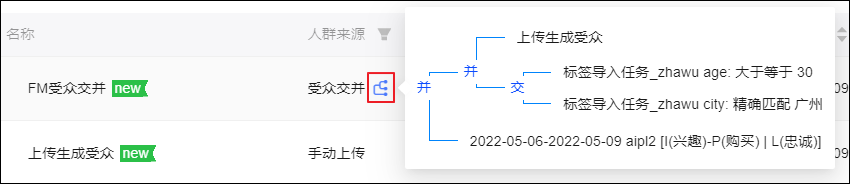 名称
人群来源
FM受众交并 new
受众交并
上传生成受众 new
手动上传
上传生成受众
并
并
标签导入任务_zhawu age: 大于等于 30
交
标签导入任务_zhawu city: 精确匹配 广州
2022-05-06-2022-05-09 aipl2 [I(兴趣)-P(购买) | L(忠诚)]
09
09